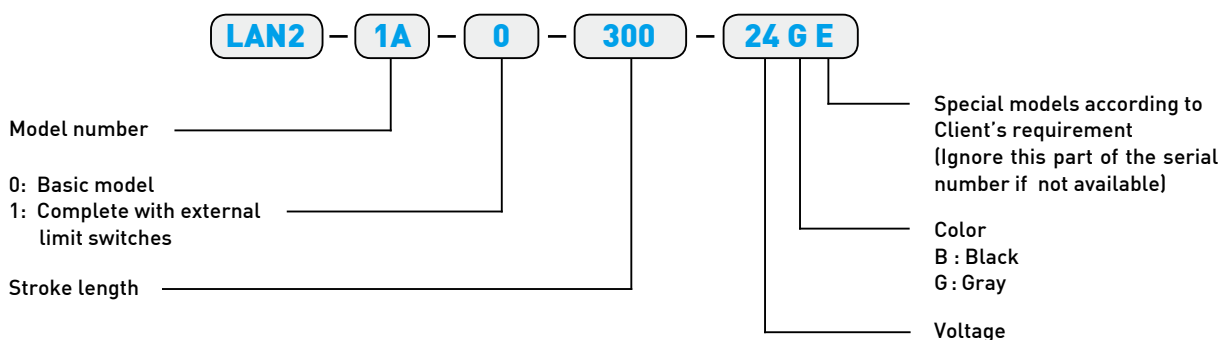 LAN2 – 1A – 0 – 300 – 24 G E
Model number
0: Basic model
1: Complete with external
limit switches
Stroke length
Special models according to
Client's requirement
(Ignore this part of the serial
number if not available)
Color
B : Black
G : Gray
Voltage